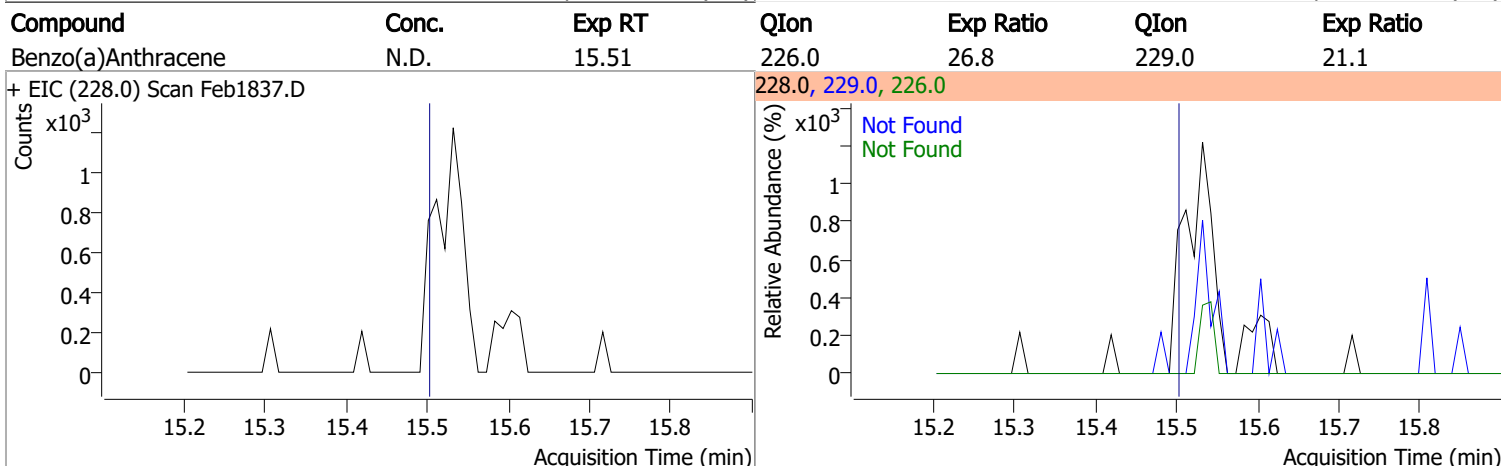 Compound Conc. Exp RT QIon Exp Ratio QIon Exp Ratio
Benzo(a)Anthracene N.D. 15.51 226.0 26.8 229.0 21.1
+ EIC (228.0) Scan Feb1837.D
Counts
x10³
1
0.8
0.6
0.4
0.2
0
15.2 15.3 15.4 15.5 15.6 15.7 15.8
Acquisition Time (min)
228.0, 229.0, 226.0
Relative Abundance (%)
x10³
Not Found
Not Found
1
0.8
0.6
0.4
0.2
0
15.2 15.3 15.4 15.5 15.6 15.7 15.8
Acquisition Time (min)